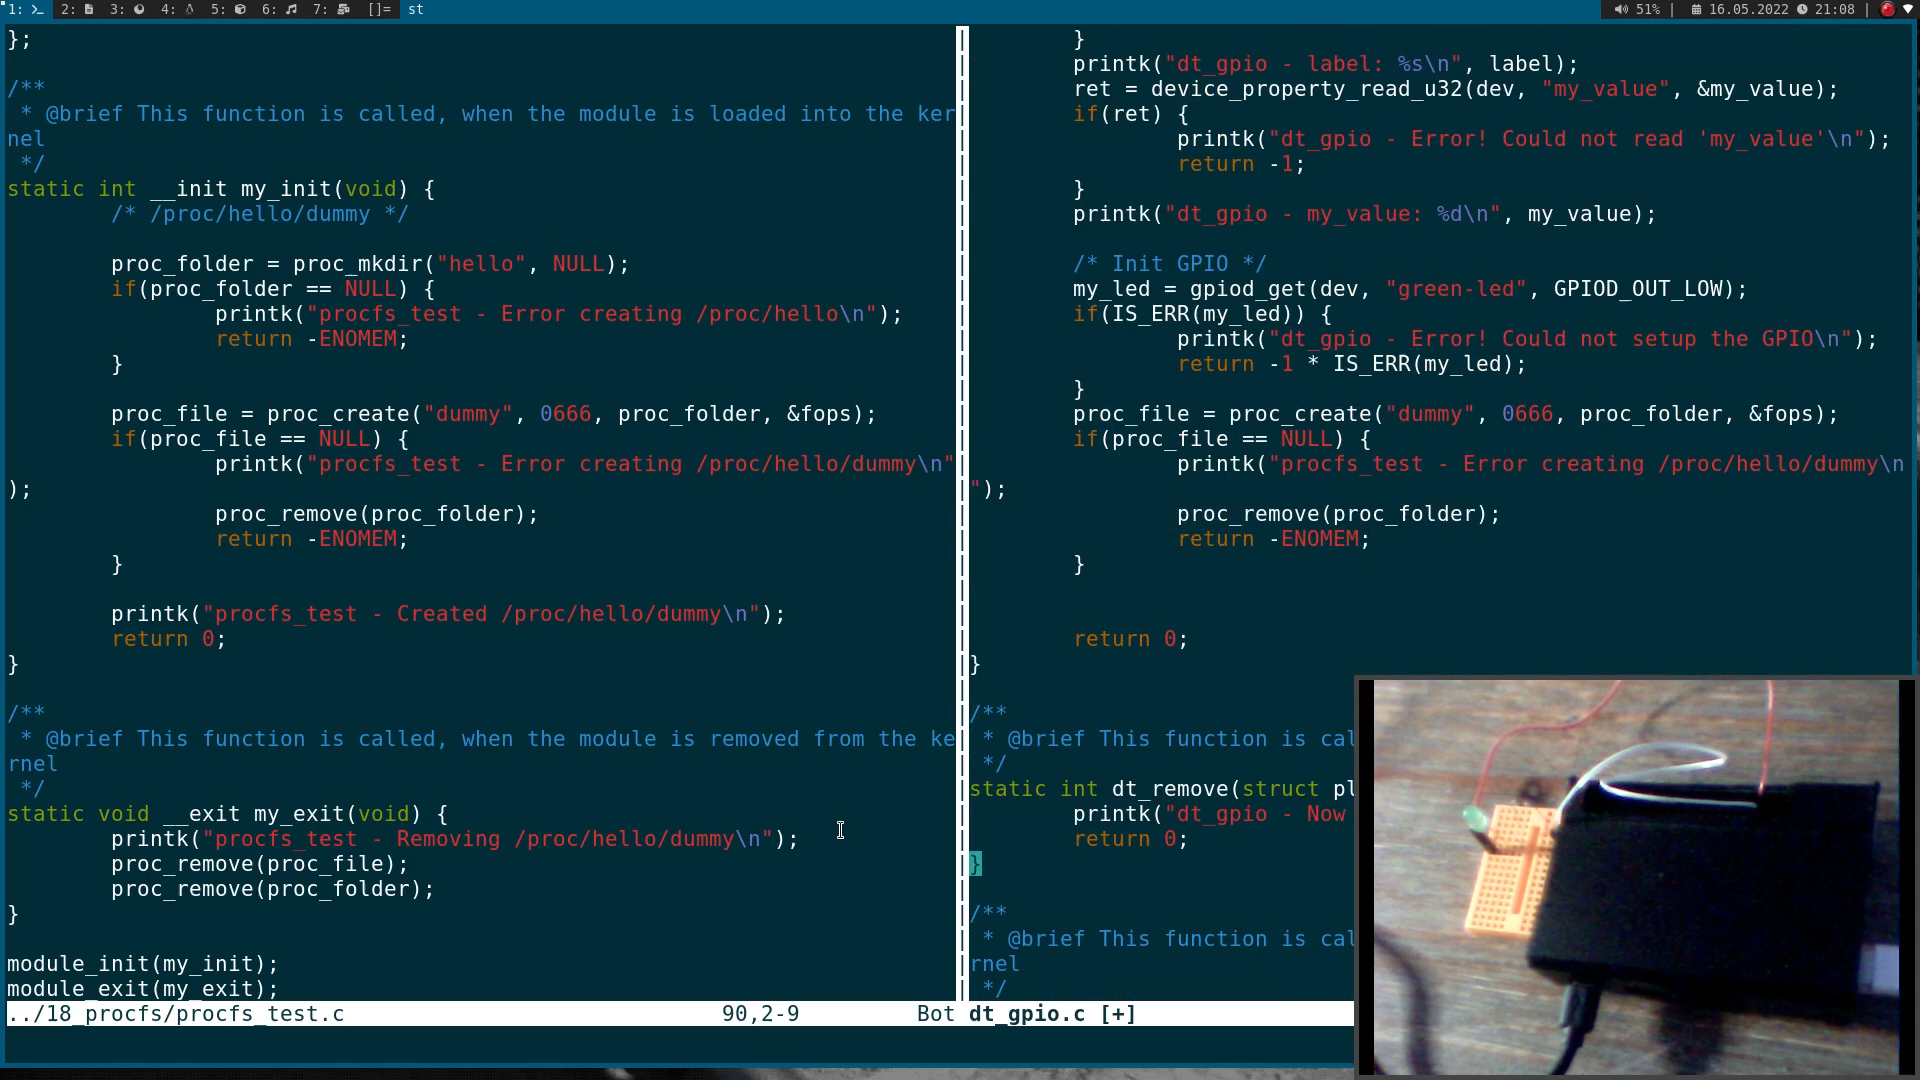 1: 2: 3: 4: 5: 6: 7: []= st 51% | 16.05.2022 21:08 |
};
/**
 * @brief This function is called, when the module is loaded into the ker
nel
 */
static int __init my_init(void) {
/* /proc/hello/dummy */
proc_folder = proc_mkdir("hello", NULL);
if(proc_folder == NULL) {
printk("procfs_test - Error creating /proc/hello\n");
return -ENOMEM;
}
proc_file = proc_create("dummy", 0666, proc_folder, &fops);
if(proc_file == NULL) {
printk("procfs_test - Error creating /proc/hello/dummy\n"
);
proc_remove(proc_folder);
return -ENOMEM;
}
printk("procfs_test - Created /proc/hello/dummy\n");
return 0;
}
/**
 * @brief This function is called, when the module is removed from the ke
rnel
 */
static void __exit my_exit(void) {
printk("procfs_test - Removing /proc/hello/dummy\n");
proc_remove(proc_file);
proc_remove(proc_folder);
}
module_init(my_init);
module_exit(my_exit);
../18_procfs/procfs_test.c 90,2-9 Bot
}
printk("dt_gpio - label: %s\n", label);
ret = device_property_read_u32(dev, "my_value", &my_value);
if(ret) {
printk("dt_gpio - Error! Could not read 'my_value'\n");
return -1;
}
printk("dt_gpio - my_value: %d\n", my_value);
/* Init GPIO */
my_led = gpiod_get(dev, "green-led", GPIOD_OUT_LOW);
if(IS_ERR(my_led)) {
printk("dt_gpio - Error! Could not setup the GPIO\n");
return -1 * IS_ERR(my_led);
}
proc_file = proc_create("dummy", 0666, proc_folder, &fops);
if(proc_file == NULL) {
printk("procfs_test - Error creating /proc/hello/dummy\n
");
proc_remove(proc_folder);
return -ENOMEM;
}
return 0;
}
/**
 * @brief This function is cal
 */
static int dt_remove(struct pl
printk("dt_gpio - Now
return 0;
}
/**
 * @brief This function is cal
rnel
 */
dt_gpio.c [+]